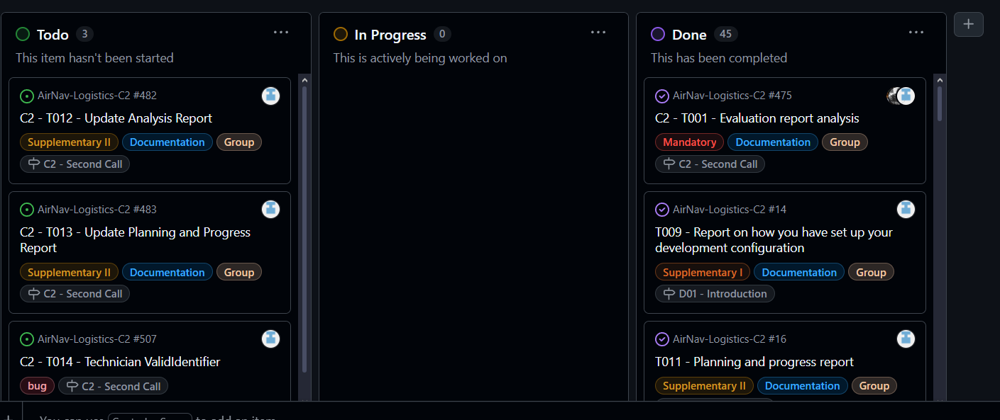 Todo 3
This item hasn't been started
AirNav-Logistics-C2 #482
C2 - T012 - Update Analysis Report
Supplementary II Documentation Group
C2 - Second Call
AirNav-Logistics-C2 #483
C2 - T013 - Update Planning and Progress
Report
Supplementary II Documentation Group
C2 - Second Call
AirNav-Logistics-C2 #507
C2 - T014 - Technician ValidIdentifier
bug C2 - Second Call
In Progress 0
This is actively being worked on
Done 45
This has been completed
AirNav-Logistics-C2 #475
C2 - T001 - Evaluation report analysis
Mandatory Documentation Group
C2 - Second Call
AirNav-Logistics-C2 #14
T009 - Report on how you have set up your
development configuration
Supplementary I Documentation Group
D01 - Introduction
AirNav-Logistics-C2 #16
T011 - Planning and progress report
Supplementary II Documentation Group
You can use to add an item